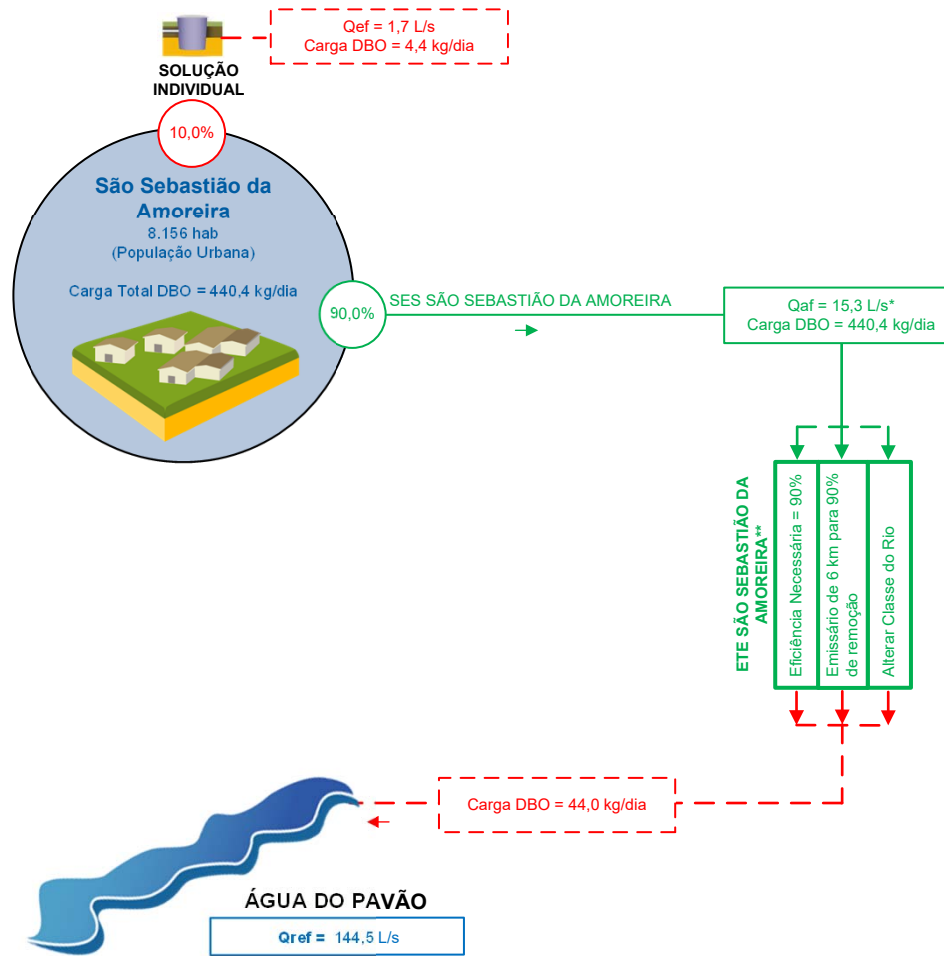 Qef = 1,7 L/s
Carga DBO = 4,4 kg/dia
SOLUÇÃO
INDIVIDUAL
10,0%
São Sebastião da
Amoreira
8.156 hab
(População Urbana)
Carga Total DBO = 440,4 kg/dia
90,0%
SES SÃO SEBASTIÃO DA AMOREIRA
Qaf = 15,3 L/s*
Carga DBO = 440,4 kg/dia
ETE SÃO SEBASTIÃO DA
AMOREIRA**
Eficiência Necessária = 90%
Emissário de 6 km para 90%
de remoção
Alterar Classe do Rio
Carga DBO = 44,0 kg/dia
ÁGUA DO PAVÃO
Qref = 144,5 L/s